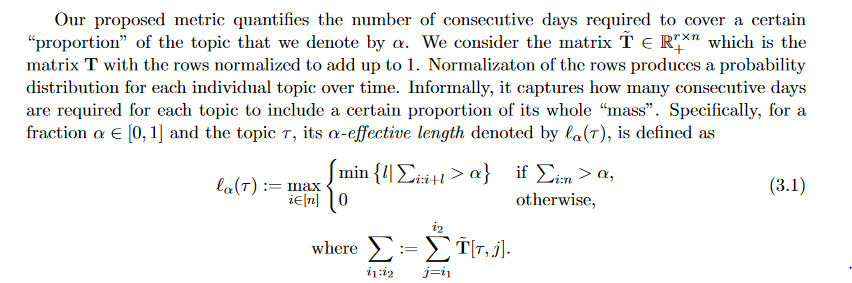 Our proposed metric quantifies the number of consecutive days required to cover a certain
“proportion” of the topic that we denote by α. We consider the matrix T̃ ∈ ℝ₊^{r×n} which is the
matrix T with the rows normalized to add up to 1. Normalizaton of the rows produces a probability
distribution for each individual topic over time. Informally, it captures how many consecutive days
are required for each topic to include a certain proportion of its whole “mass”. Specifically, for a
fraction α ∈ [0, 1] and the topic τ, its α-effective length denoted by ℓ_α(τ), is defined as
ℓ_α(τ) := max_{i∈[n]} { min {l| ∑_{i:i+l} > α} if ∑_{i:n} > α,
0 otherwise,
(3.1)
where ∑_{i₁:i₂} := ∑_{j=i₁}^{i₂} T̃[τ, j].